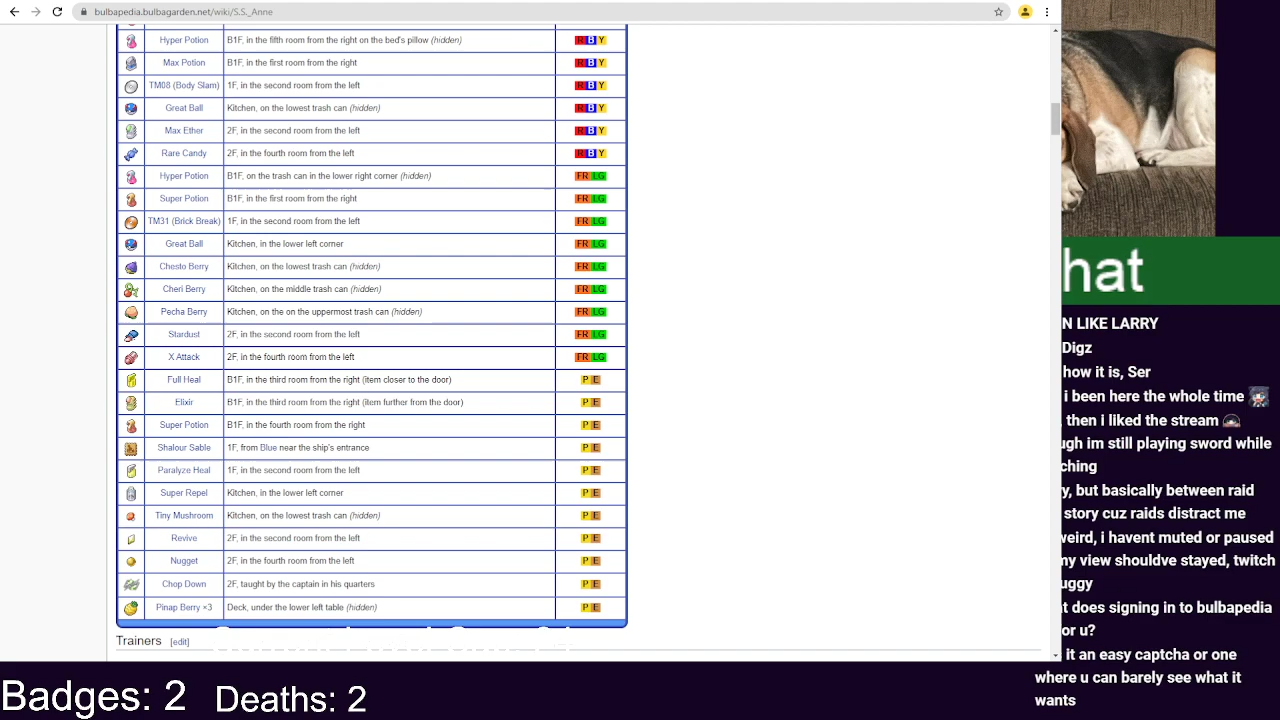 bulbapedia.bulbagarden.net/wiki/S.S._Anne
Hyper Potion B1F, in the fifth room from the right on the bed's pillow (hidden) R B Y
Max Potion B1F, in the first room from the right R B Y
TM08 (Body Slam) 1F, in the second room from the left R B Y
Great Ball Kitchen, on the lowest trash can (hidden) R B Y
Max Ether 2F, in the second room from the left R B Y
Rare Candy 2F, in the fourth room from the left R B Y
Hyper Potion B1F, on the trash can in the lower right corner (hidden) FR LG
Super Potion B1F, in the first room from the right FR LG
TM31 (Brick Break) 1F, in the second room from the left FR LG
Great Ball Kitchen, in the lower left corner FR LG
Chesto Berry Kitchen, on the lowest trash can (hidden) FR LG
Cheri Berry Kitchen, on the middle trash can (hidden) FR LG
Pecha Berry Kitchen, on the on the uppermost trash can (hidden) FR LG
Stardust 2F, in the second room from the left FR LG
X Attack 2F, in the fourth room from the left FR LG
Full Heal B1F, in the third room from the right (item closer to the door) P E
Elixir B1F, in the third room from the right (item further from the door) P E
Super Potion B1F, in the fourth room from the right P E
Shalour Sable 1F, from Blue near the ship's entrance P E
Paralyze Heal 1F, in the second room from the left P E
Super Repel Kitchen, in the lower left corner P E
Tiny Mushroom Kitchen, on the lowest trash can (hidden) P E
Revive 2F, in the second room from the left P E
Nugget 2F, in the fourth room from the left P E
Chop Down 2F, taught by the captain in his quarters P E
Pinap Berry ×3 Deck, under the lower left table (hidden) P E
Trainers [edit]
hat
N LIKE LARRY
Digz
how it is, Ser
i been here the whole time
then i liked the stream
ugh im still playing sword while
ching
y, but basically between raid
story cuz raids distract me
weird, i havent muted or paused
my view shouldve stayed, twitch
uggy
t does signing in to bulbapedia
or u?
it an easy captcha or one
where u can barely see what it
wants
Badges: 2 Deaths: 2